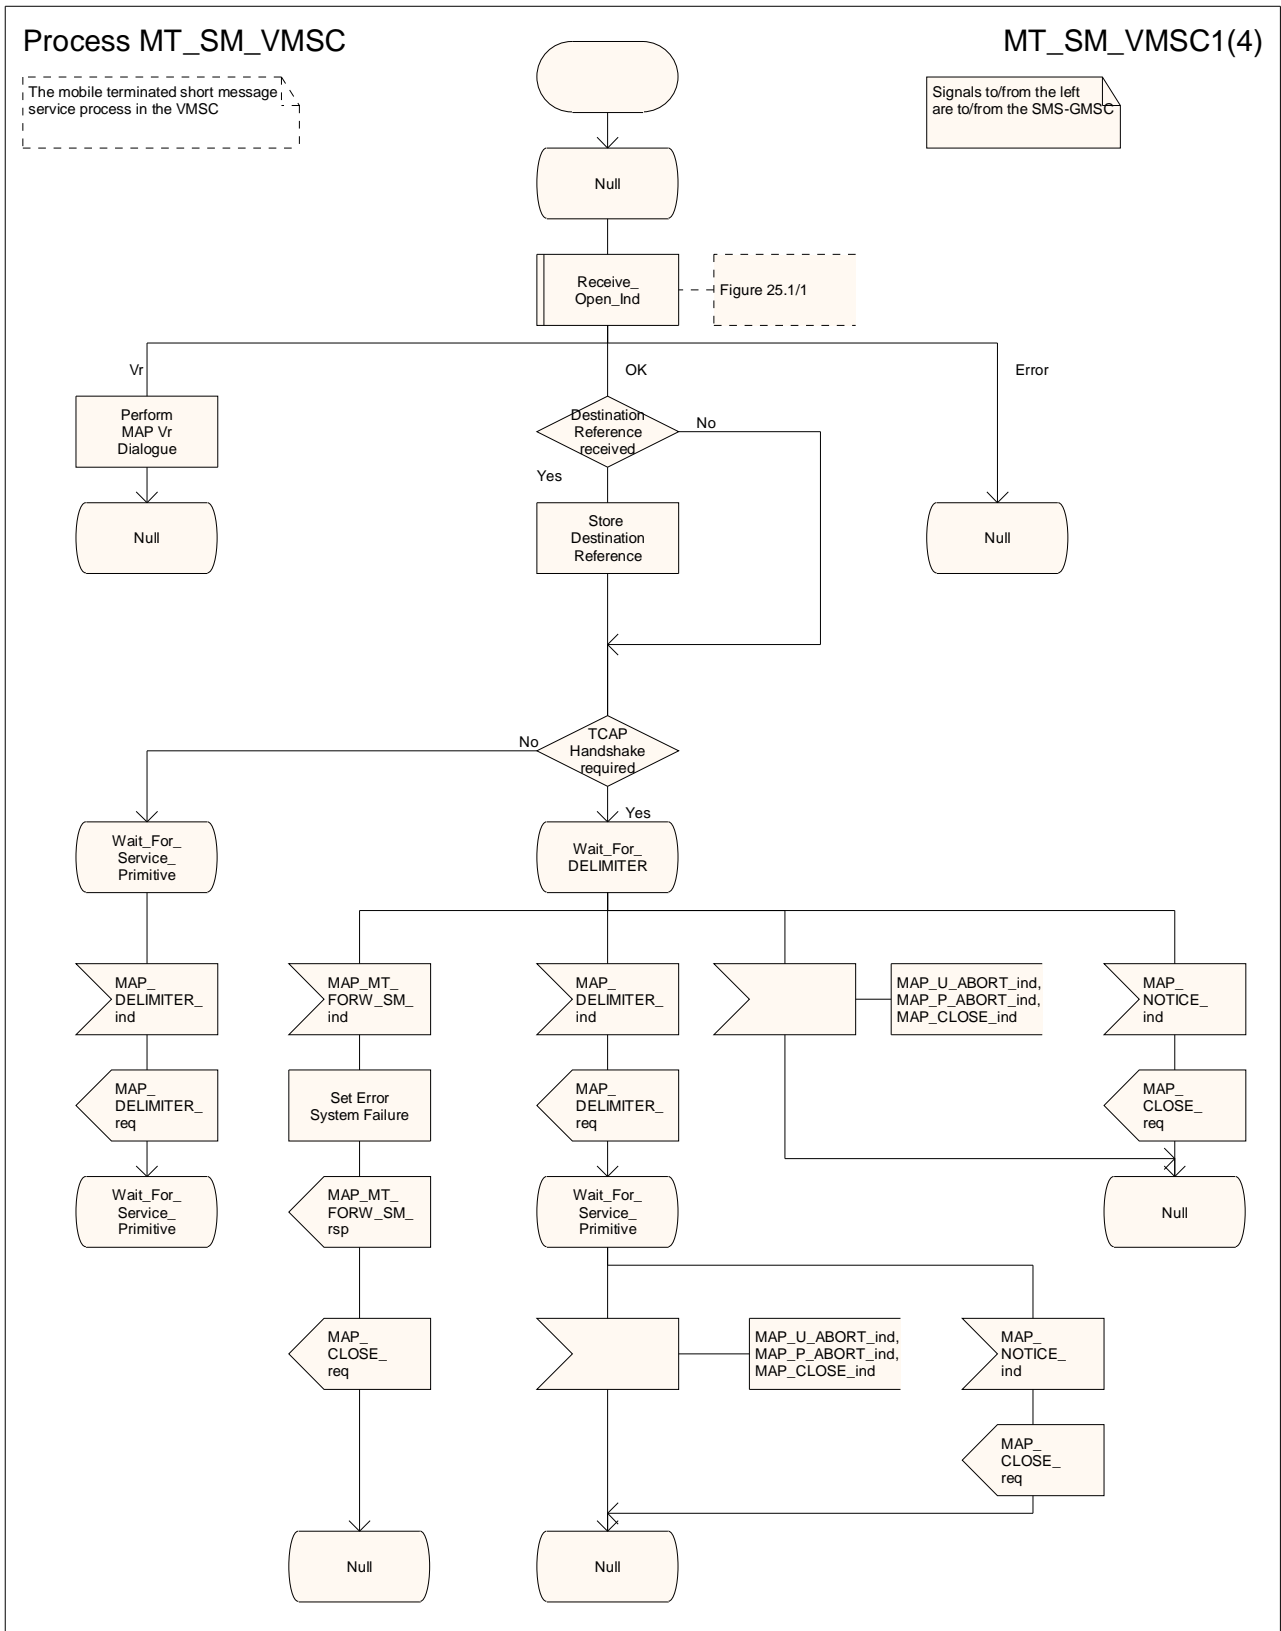 Process MT_SM_VMSC
MT_SM_VMSC1(4)
The mobile terminated short message
service process in the VMSC
Signals to/from the left
are to/from the SMS-GMSC
Null
Receive_
Open_Ind
Figure 25.1/1
Vr
OK
Error
Perform
MAP Vr
Dialogue
Destination
Reference
received
No
Yes
Null
Store
Destination
Reference
Null
TCAP
Handshake
required
No
Yes
Wait_For_
Service_
Primitive
Wait_For_
DELIMITER
MAP_
DELIMITER_
ind
MAP_MT_
FORW_SM_
ind
MAP_
DELIMITER_
ind
MAP_U_ABORT_ind,
MAP_P_ABORT_ind,
MAP_CLOSE_ind
MAP_
NOTICE_
ind
MAP_
DELIMITER_
req
Set Error
System Failure
MAP_
DELIMITER_
req
MAP_
CLOSE_
req
Wait_For_
Service_
Primitive
MAP_MT_
FORW_SM_
rsp
Wait_For_
Service_
Primitive
Null
MAP_
CLOSE_
req
MAP_U_ABORT_ind,
MAP_P_ABORT_ind,
MAP_CLOSE_ind
MAP_
NOTICE_
ind
MAP_
CLOSE_
req
Null
Null